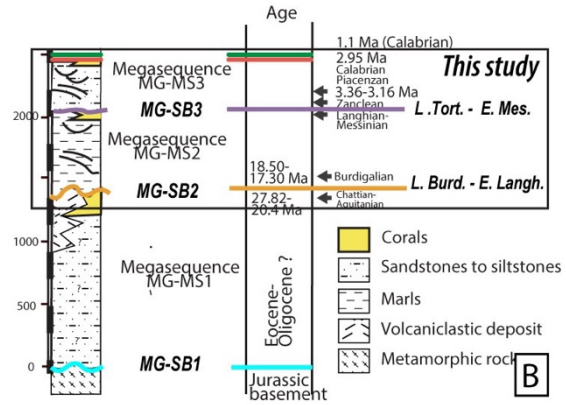 Age
1.1 Ma (Calabrian)
2.95 Ma
Calabrian
Piacenzan
This study
Megasequence
MG-MS3
3.36-3.16 Ma
Zanclean
Langhian-
Messinian
MG-SB3
L .Tort. - E. Mes.
2000
Megasequence
MG-MS2
18.50-
17.30 Ma
Burdigalian
MG-SB2
L. Burd. - E. Langh.
27.82-
20.4 Ma
Chattian-
Aquitanian
1000
Megasequence
MG-MS1
Eocene-
Oligocene ?
500
?
0
?
MG-SB1
Jurassic
basement
Corals
Sandstones to siltstones
Marls
Volcaniclastic deposit
Metamorphic rock
B